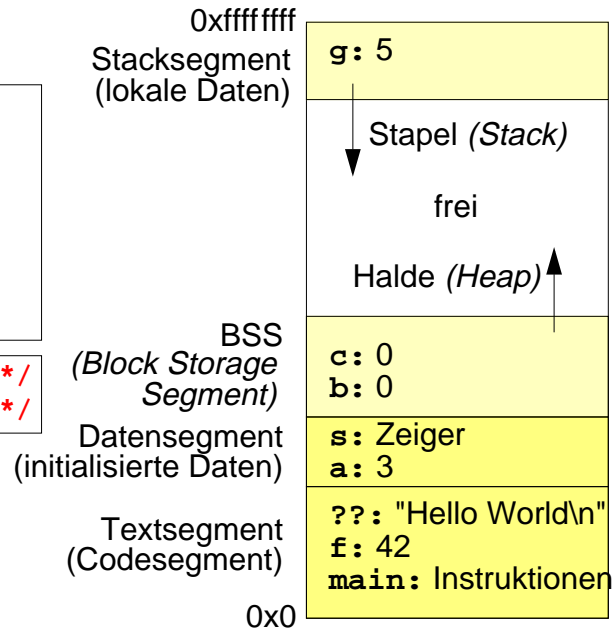 0xffffffff
Stacksegment
(lokale Daten)
g: 5
Stapel (Stack)
frei
Halde (Heap)
BSS
(Block Storage
Segment)
*/
*/
c: 0
b: 0
Datensegment
(initialisierte Daten)
s: Zeiger
a: 3
Textsegment
(Codesegment)
??: "Hello World\n"
f: 42
main: Instruktionen
0x0